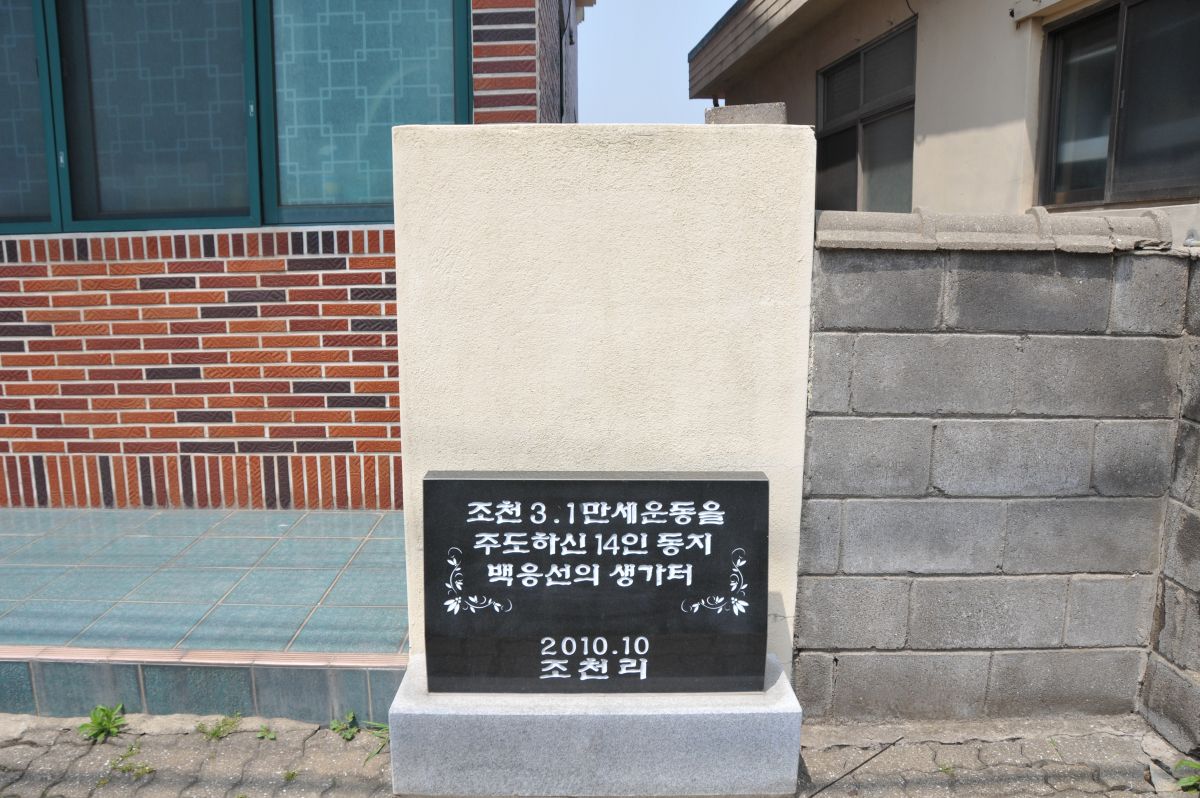 조천 3.1만세운동을
주도하신 14인 동지
백응선의 생가터
2010.10
조천리